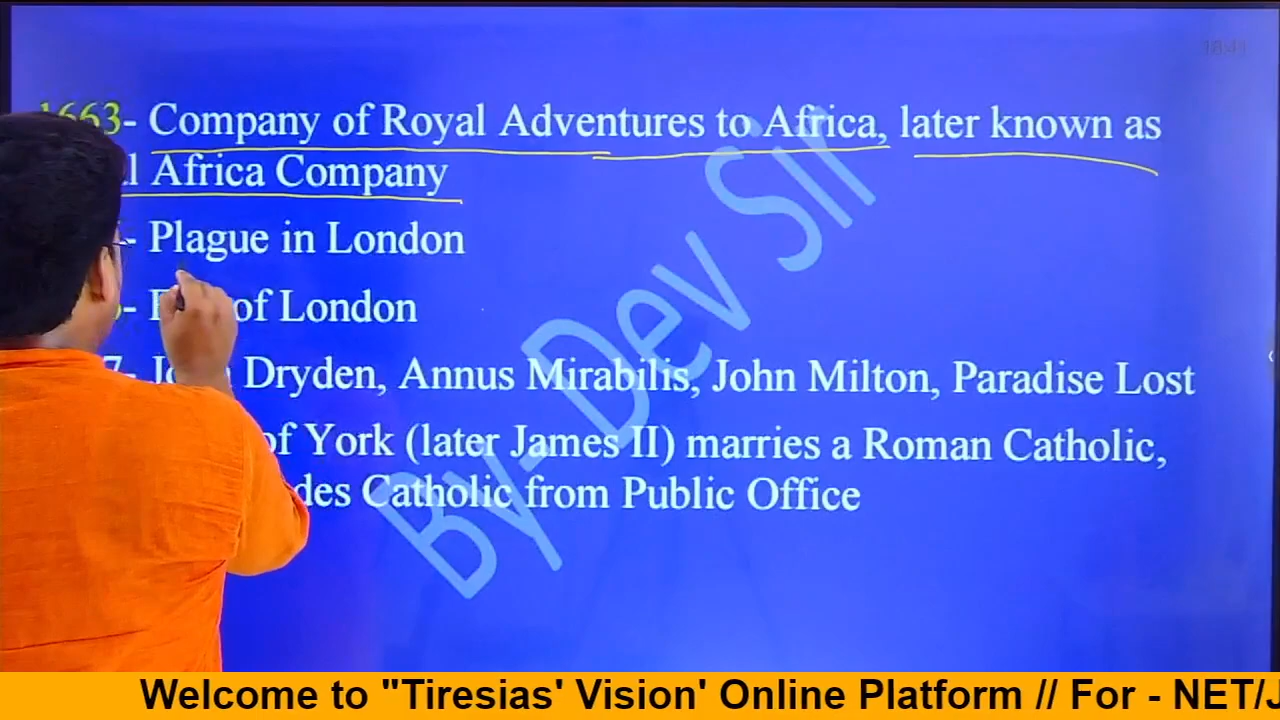 1663- Company of Royal Adventures to Africa, later known as
Africa Company
- Plague in London
of London
7- John Dryden, Annus Mirabilis, John Milton, Paradise Lost
of York (later James II) marries a Roman Catholic,
Catholic from Public Office
By- Dev Sir
Welcome to "Tiresias' Vision' Online Platform // For - NET/J